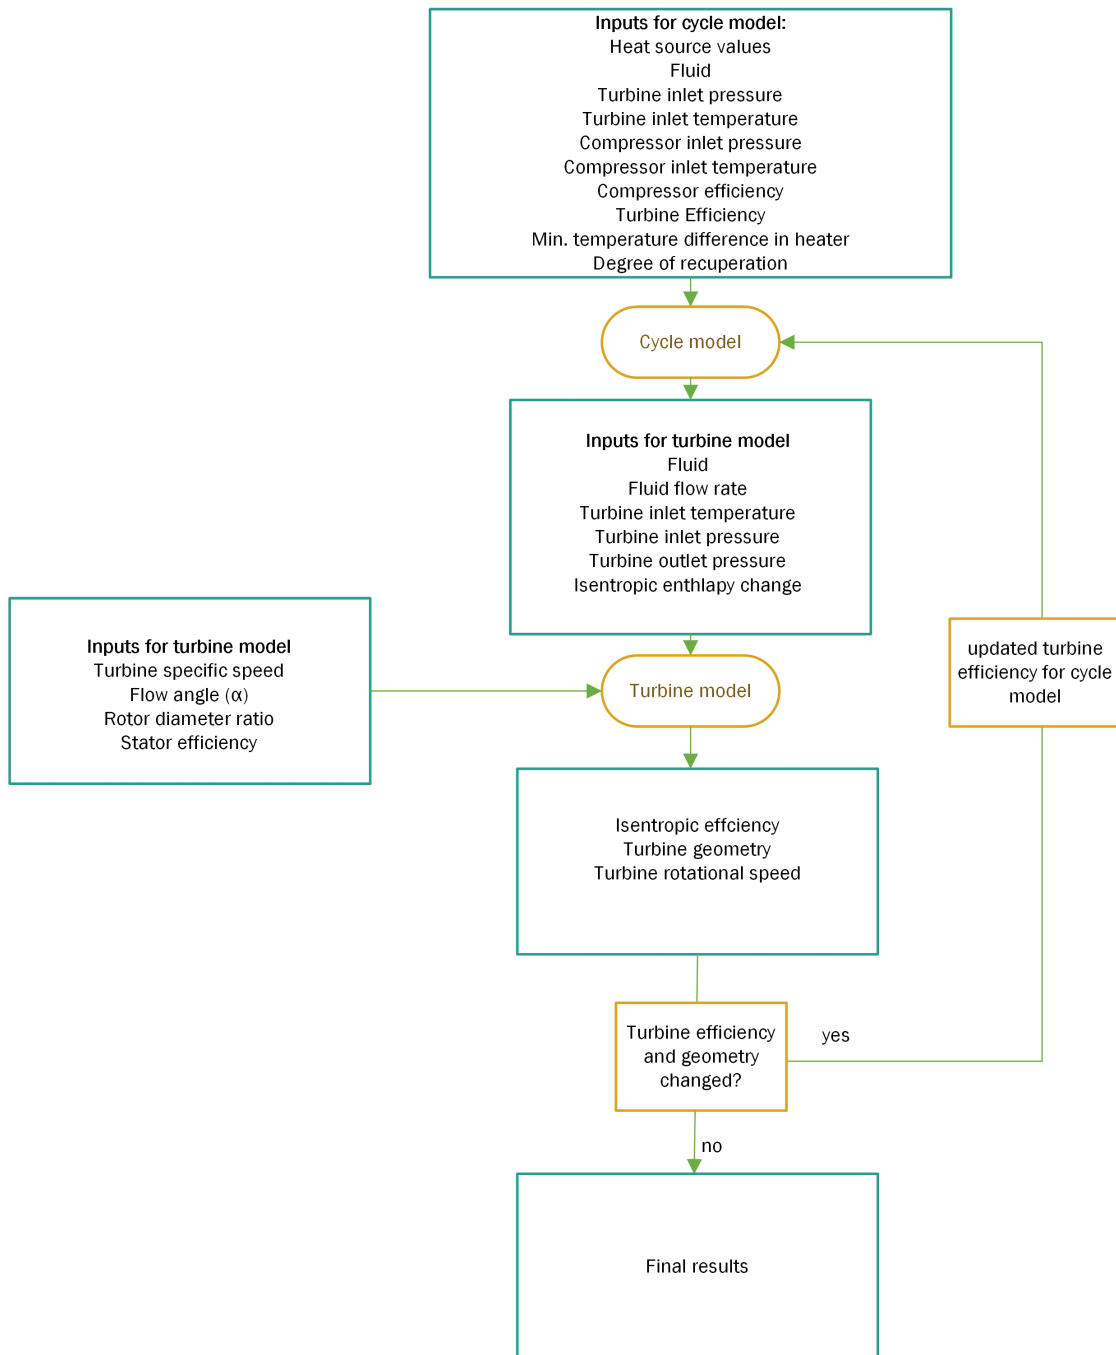 Inputs for cycle model:
Heat source values
Fluid
Turbine inlet pressure
Turbine inlet temperature
Compressor inlet pressure
Compressor inlet temperature
Compressor efficiency
Turbine Efficiency
Min. temperature difference in heater
Degree of recuperation
Cycle model
Inputs for turbine model
Fluid
Fluid flow rate
Turbine inlet temperature
Turbine inlet pressure
Turbine outlet pressure
Isentropic enthlapy change
Inputs for turbine model
Turbine specific speed
Flow angle (α)
Rotor diameter ratio
Stator efficiency
Turbine model
updated turbine
efficiency for cycle
model
Isentropic effciency
Turbine geometry
Turbine rotational speed
Turbine efficiency
and geometry
changed?
yes
no
Final results